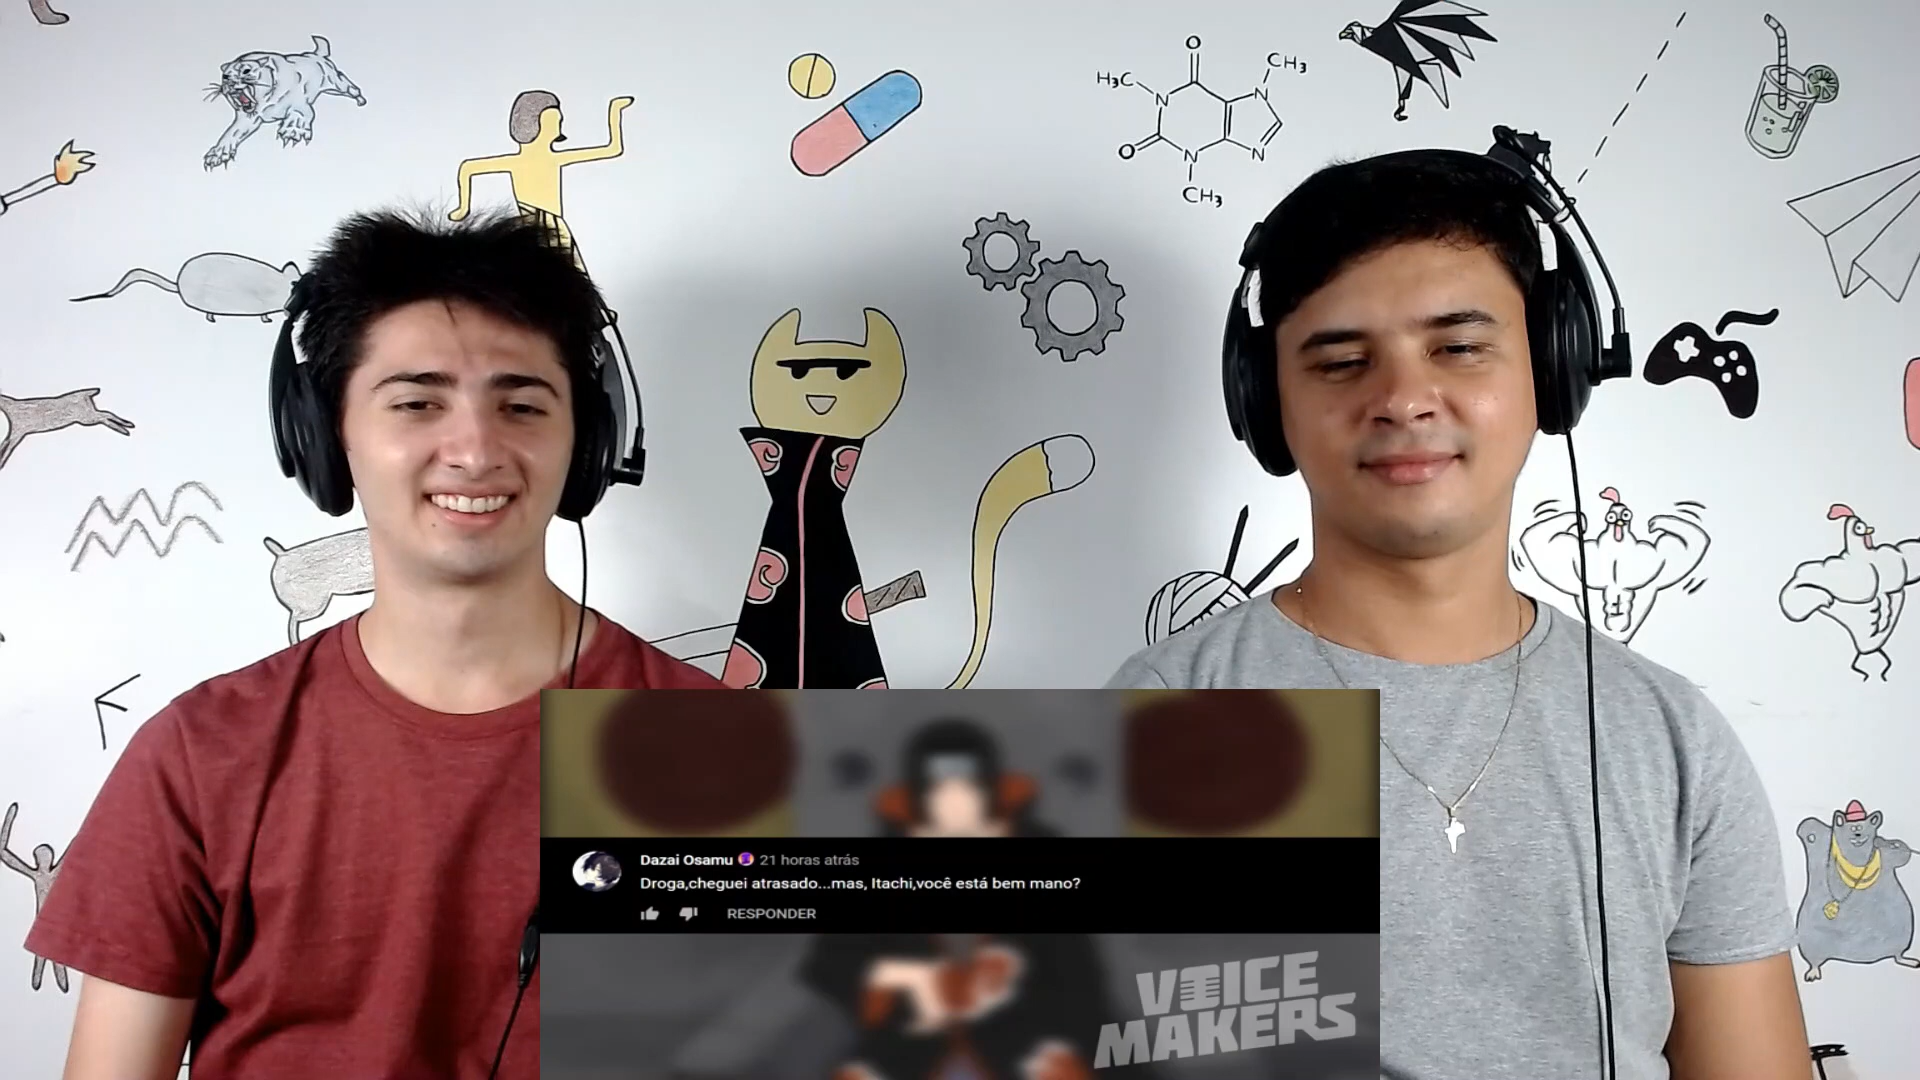 O
CH₃
H₃C
N
N
O
N
N
CH₃
Dazai Osamu 21 horas atrás
Droga,cheguei atrasado...mas, Itachi,você está bem mano?
RESPONDER
VOICE
MAKERS